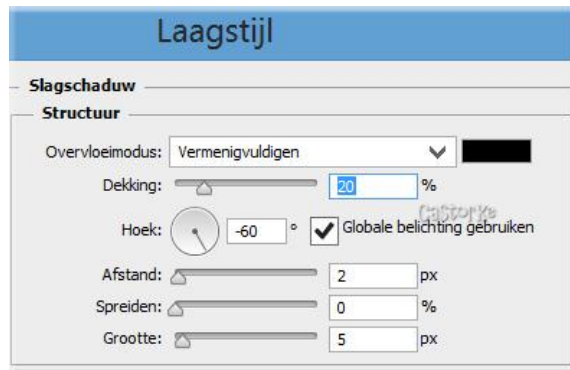 Laagstijl
Slagschaduw
Structuur
Overvloeimodus: Vermenigvuldigen
Dekking: 20 %
CaStorke
Hoek: -60 ° Globale belichting gebruiken
Afstand: 2 px
Spreiden: 0 %
Grootte: 5 px